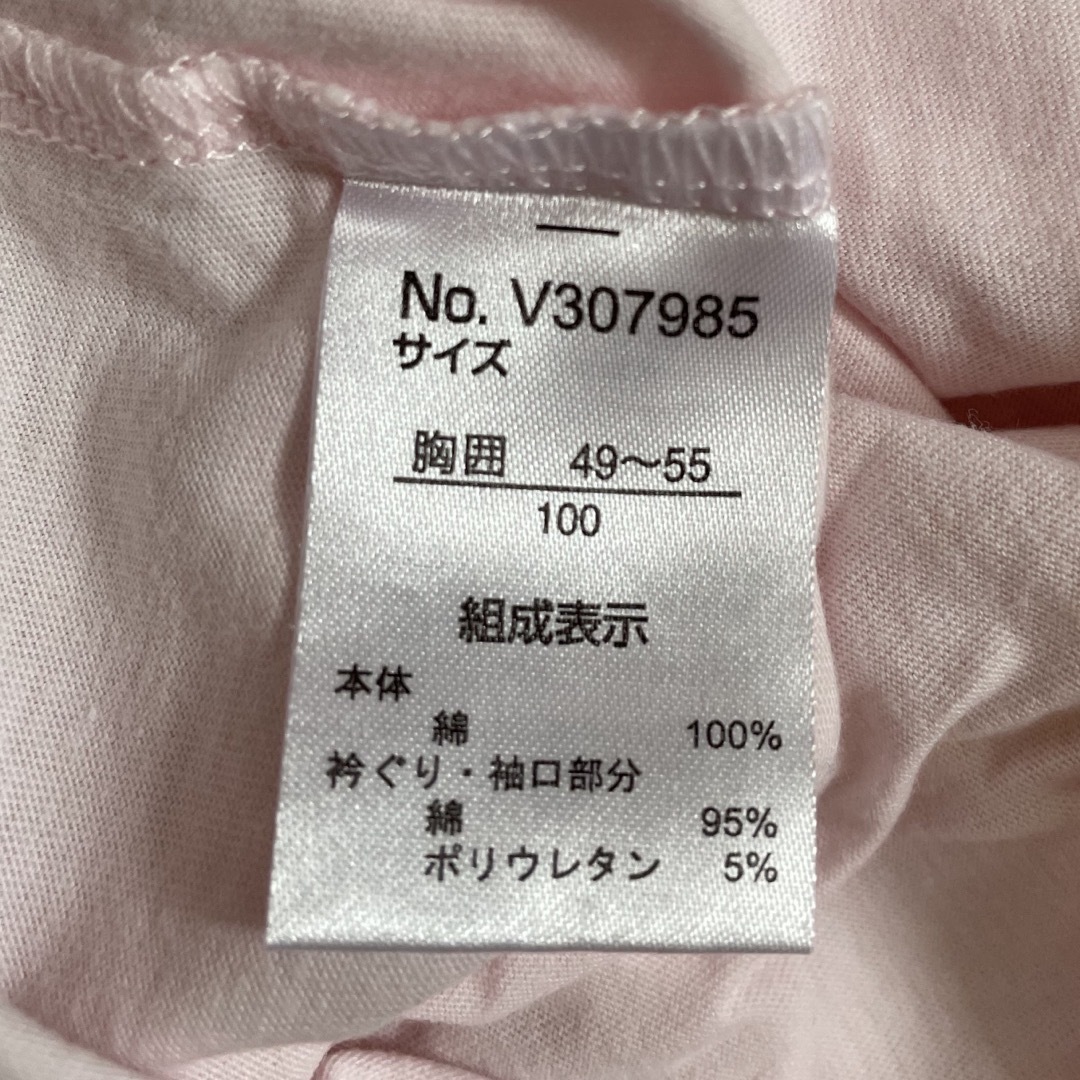 No. V307985
サイズ
胸囲 49～55
100
組成表示
本体
綿 100%
衿ぐり・袖口部分
綿 95%
ポリウレタン 5%